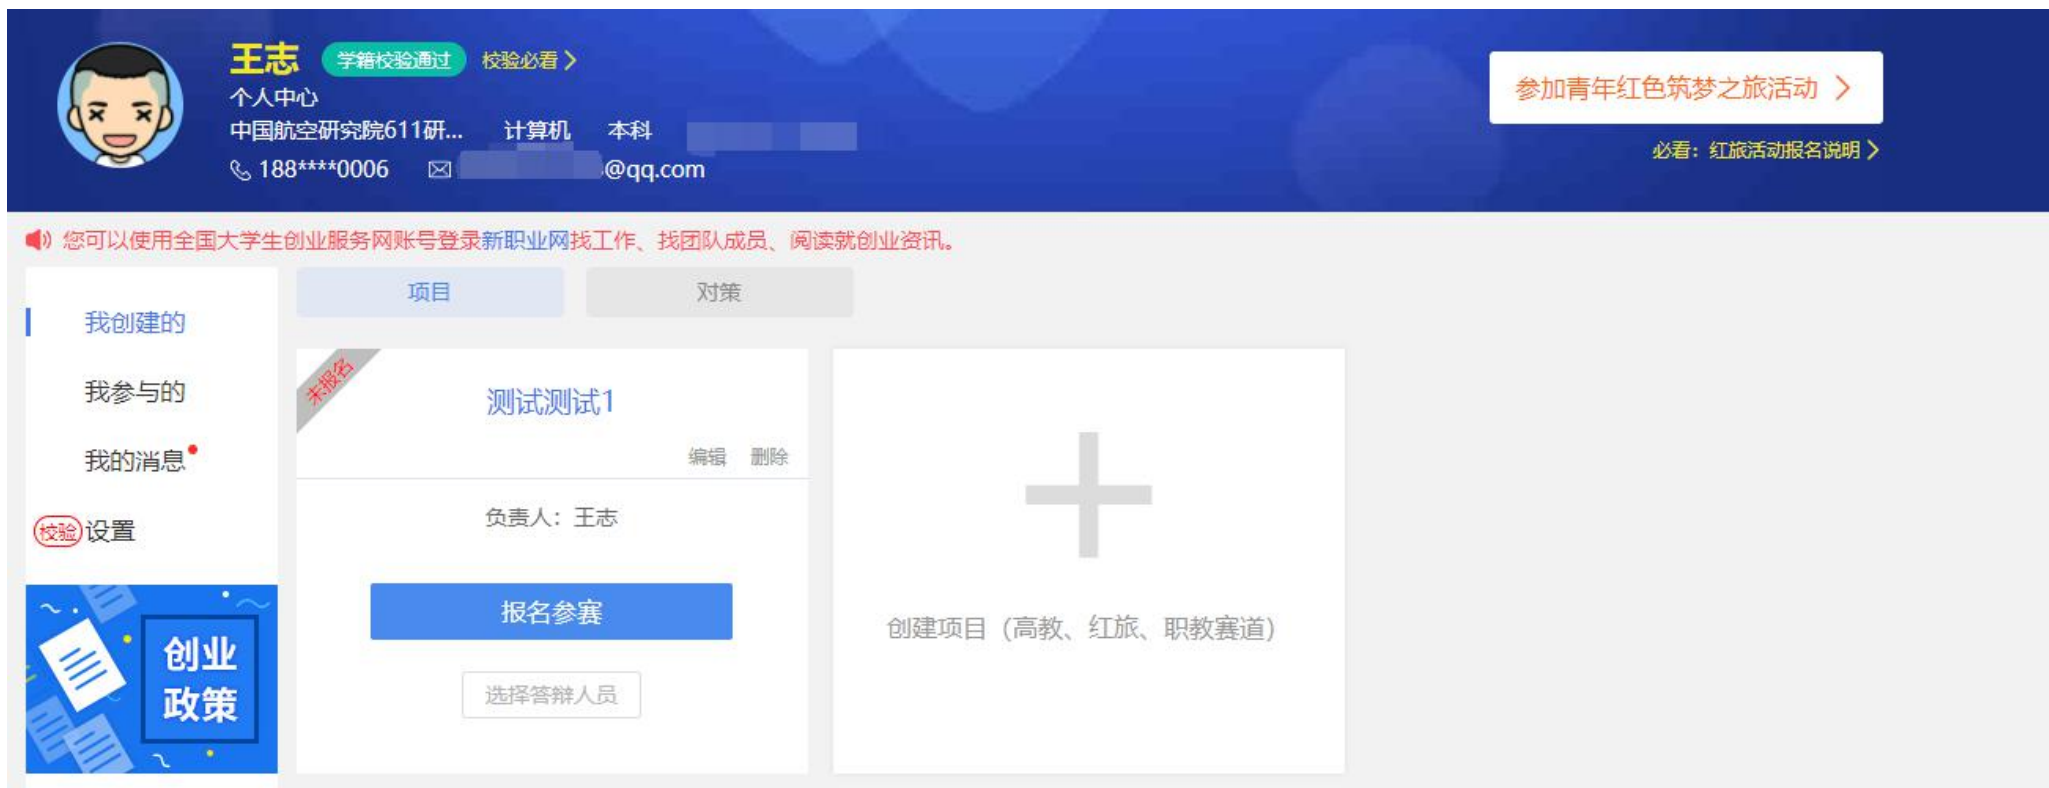 王志 学籍校验通过 校验必看 >
个人中心
中国航空研究院611研... 计算机 本科
188****0006 @qq.com
参加青年红色筑梦之旅活动 >
必看：红旅活动报名说明 >
您可以使用全国大学生创业服务网账号登录新职业网找工作、找团队成员、阅读就创业资讯。
我创建的
我参与的
我的消息
校验 设置
创业
政策
项目 对策
未报名
测试测试1
编辑 删除
负责人：王志
报名参赛
选择答辩人员
创建项目（高教、红旅、职教赛道）